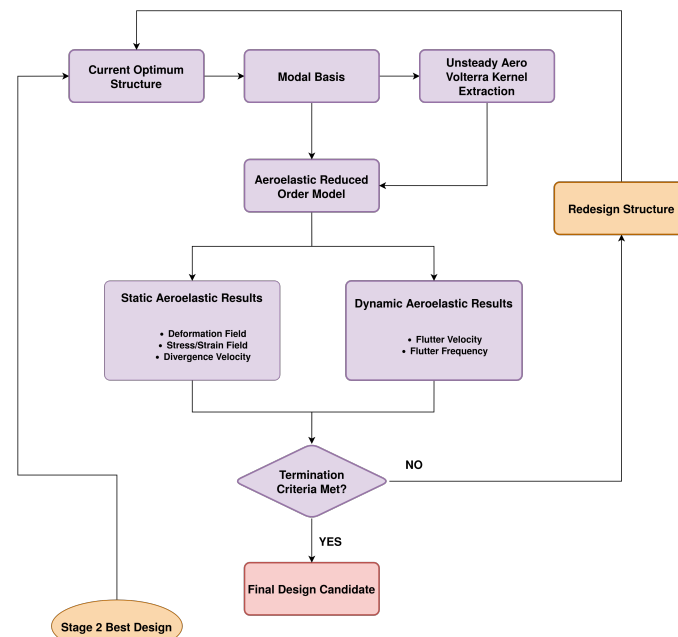 Current Optimum
Structure
Modal Basis
Unsteady Aero
Volterra Kernel
Extraction
Aeroelastic Reduced
Order Model
Redesign Structure
Static Aeroelastic Results
• Deformation Field
• Stress/Strain Field
• Divergence Velocity
Dynamic Aeroelastic Results
• Flutter Velocity
• Flutter Frequency
Termination
Criteria Met?
NO
YES
Final Design Candidate
Stage 2 Best Design